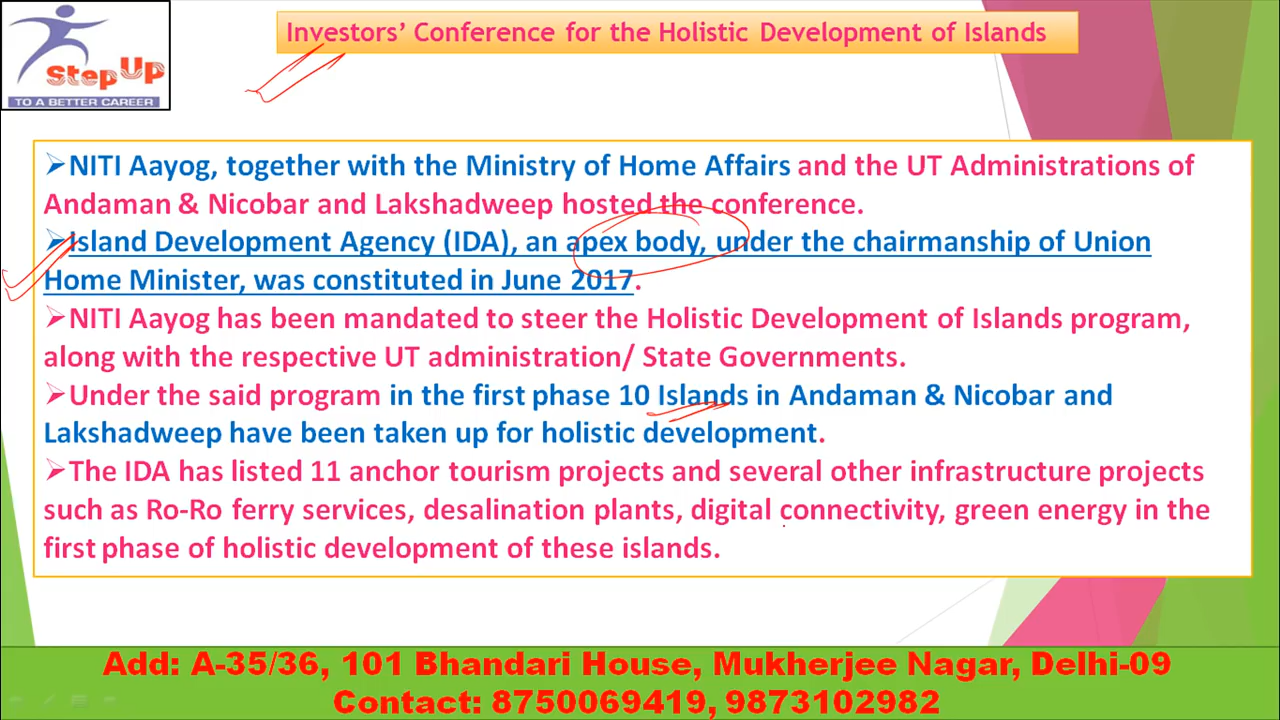 Investors' Conference for the Holistic Development of Islands
Step Up
TO A BETTER CAREER
➢NITI Aayog, together with the Ministry of Home Affairs and the UT Administrations of
Andaman & Nicobar and Lakshadweep hosted the conference.
➢Island Development Agency (IDA), an apex body, under the chairmanship of Union
Home Minister, was constituted in June 2017.
➢NITI Aayog has been mandated to steer the Holistic Development of Islands program,
along with the respective UT administration/ State Governments.
➢Under the said program in the first phase 10 Islands in Andaman & Nicobar and
Lakshadweep have been taken up for holistic development.
➢The IDA has listed 11 anchor tourism projects and several other infrastructure projects
such as Ro-Ro ferry services, desalination plants, digital connectivity, green energy in the
first phase of holistic development of these islands.
Add: A-35/36, 101 Bhandari House, Mukherjee Nagar, Delhi-09
Contact: 8750069419, 9873102982